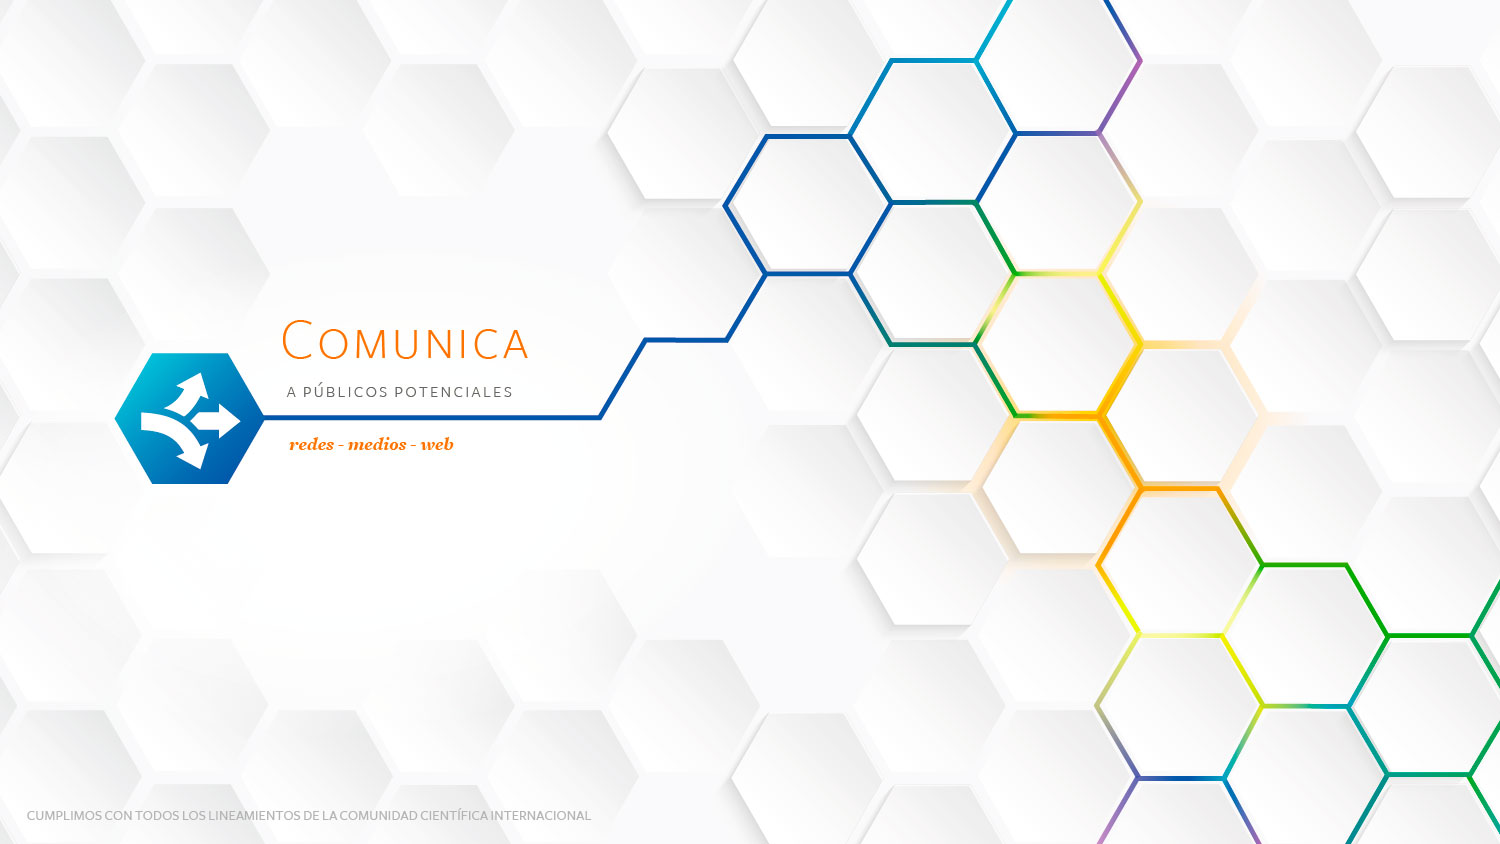 Comunica
A PÚBLICOS POTENCIALES
redes - medios - web
CUMPLIMOS CON TODOS LOS LINEAMIENTOS DE LA COMUNIDAD CIENTÍFICA INTERNACIONAL